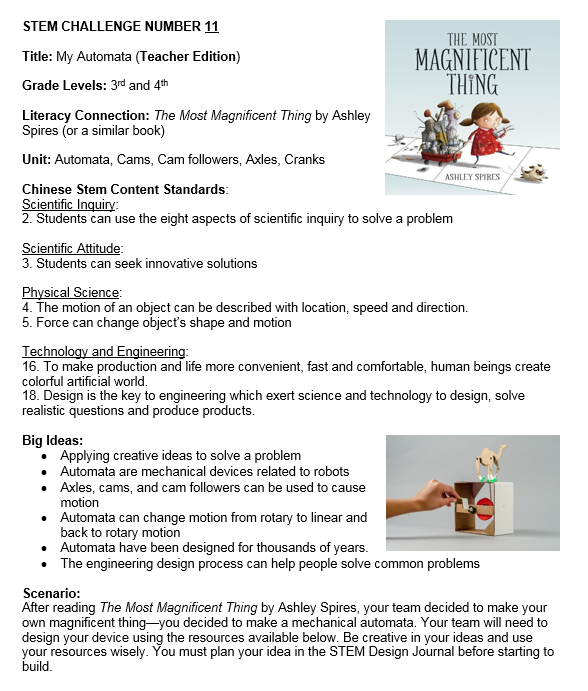 STEM CHALLENGE NUMBER 11
Title: My Automata (Teacher Edition)
Grade Levels: 3rd and 4th
Literacy Connection: The Most Magnificent Thing by Ashley
Spires (or a similar book)
Unit: Automata, Cams, Cam followers, Axles, Cranks
THE MOST
MAGNIFICENT
THING
ASHLEY SPIRES
Chinese Stem Content Standards:
Scientific Inquiry:
2. Students can use the eight aspects of scientific inquiry to solve a problem
Scientific Attitude:
3. Students can seek innovative solutions
Physical Science:
4. The motion of an object can be described with location, speed and direction.
5. Force can change object's shape and motion
Technology and Engineering:
16. To make production and life more convenient, fast and comfortable, human beings create
colorful artificial world.
18. Design is the key to engineering which exert science and technology to design, solve
realistic questions and produce products.
Big Ideas:
• Applying creative ideas to solve a problem
• Automata are mechanical devices related to robots
• Axles, cams, and cam followers can be used to cause
motion
• Automata can change motion from rotary to linear and
back to rotary motion
• Automata have been designed for thousands of years.
• The engineering design process can help people solve common problems
Scenario:
After reading The Most Magnificent Thing by Ashley Spires, your team decided to make your
own magnificent thing—you decided to make a mechanical automata. Your team will need to
design your device using the resources available below. Be creative in your ideas and use
your resources wisely. You must plan your idea in the STEM Design Journal before starting to
build.